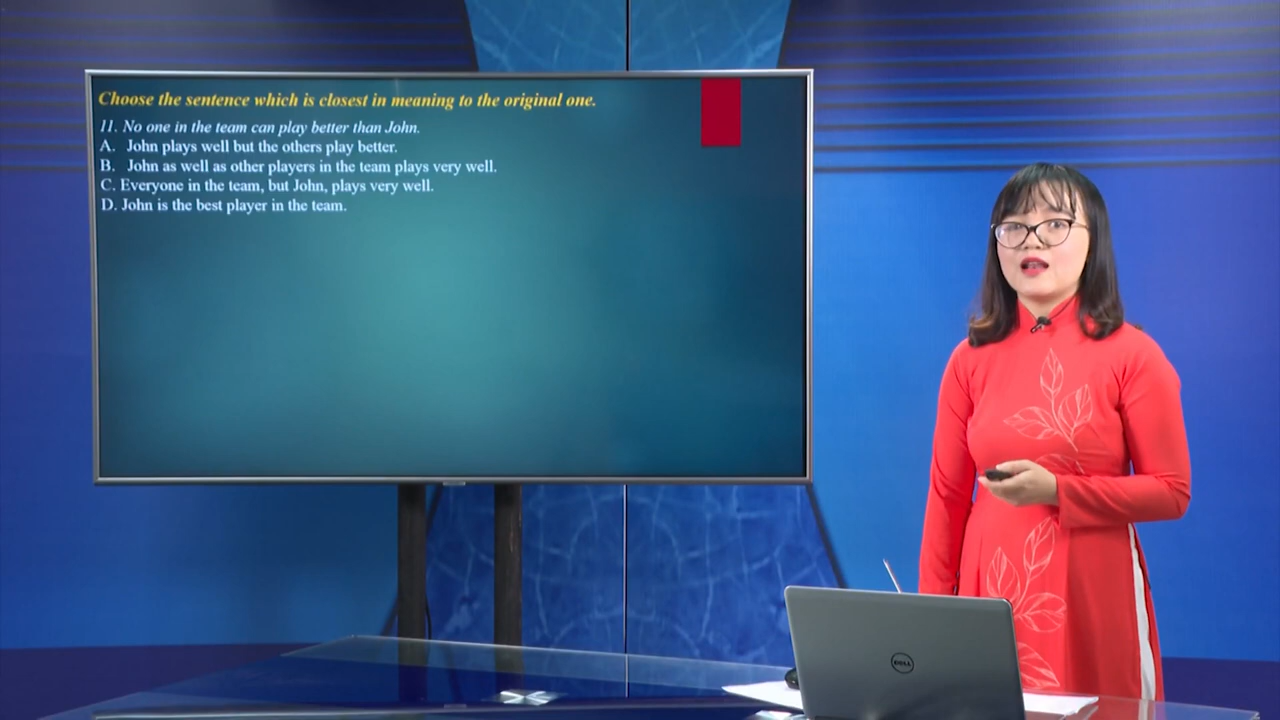 Choose the sentence which is closest in meaning to the original one.
11. No one in the team can play better than John.
A. John plays well but the others play better.
B. John as well as other players in the team plays very well.
C. Everyone in the team, but John, plays very well.
D. John is the best player in the team.
DELL